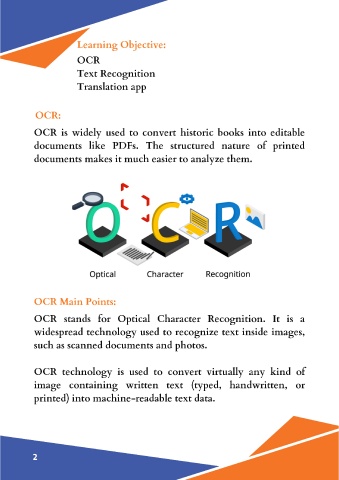 Learning Objective:
OCR
Text Recognition
Translation app
OCR:
OCR is widely used to convert historic books into editable
documents like PDFs. The structured nature of printed
documents makes it much easier to analyze them.
O C R
Optical Character Recognition
OCR Main Points:
OCR stands for Optical Character Recognition. It is a
widespread technology used to recognize text inside images,
such as scanned documents and photos.
OCR technology is used to convert virtually any kind of
image containing written text (typed, handwritten, or
printed) into machine-readable text data.
2